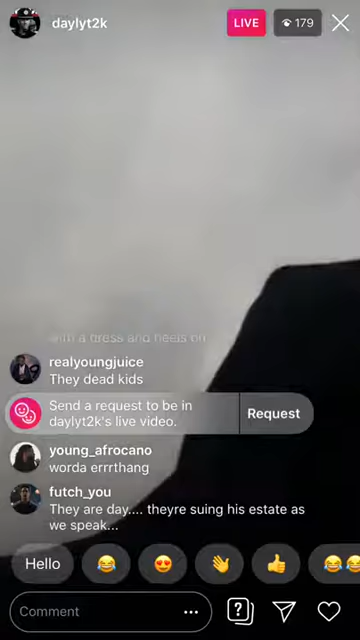 daylyt2k
LIVE
179
with a dress and heels on
realyoungjuice
They dead kids
Send a request to be in
daylyt2k's live video.
Request
young_afrocano
worda errrthang
futch_you
They are day.... theyre suing his estate as
we speak...
Hello
Comment